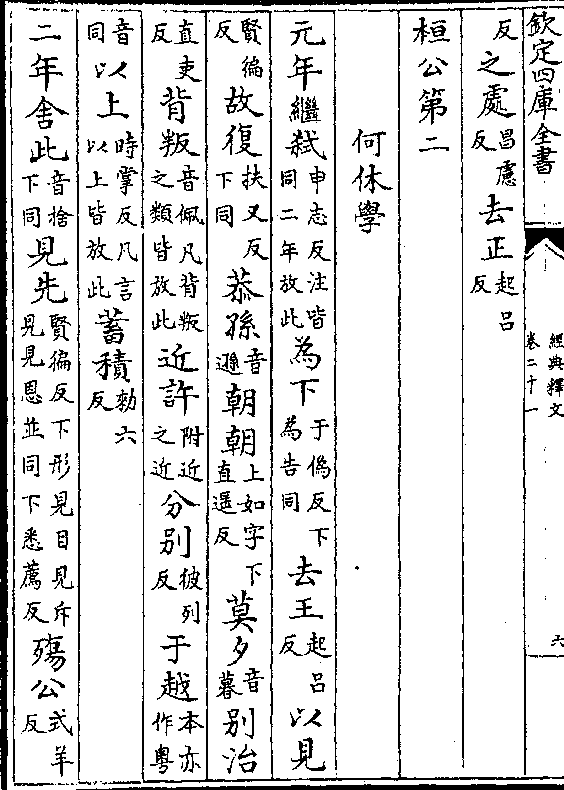 欽定四庫全書
經典釋文
卷二十一
六
反之處昌慮反去正起呂反
桓公第二
何休學
元年繼弒申志反注皆同二年放此為下于偽反下為告同去王起呂反以見
賢徧反故復扶又反下同恭孫音遜朝朝上如字下直遥反莫夕音暮別治
直吏反背叛音佩凡背叛之類皆放此近許附近之近分別彼列反于越本亦作粤
音同以上時掌反凡言以上皆放此蓄積勑六反
二年舍此音捨下同見先賢徧反下形見目見斥見見恩並同下悉薦反殤公式羊反